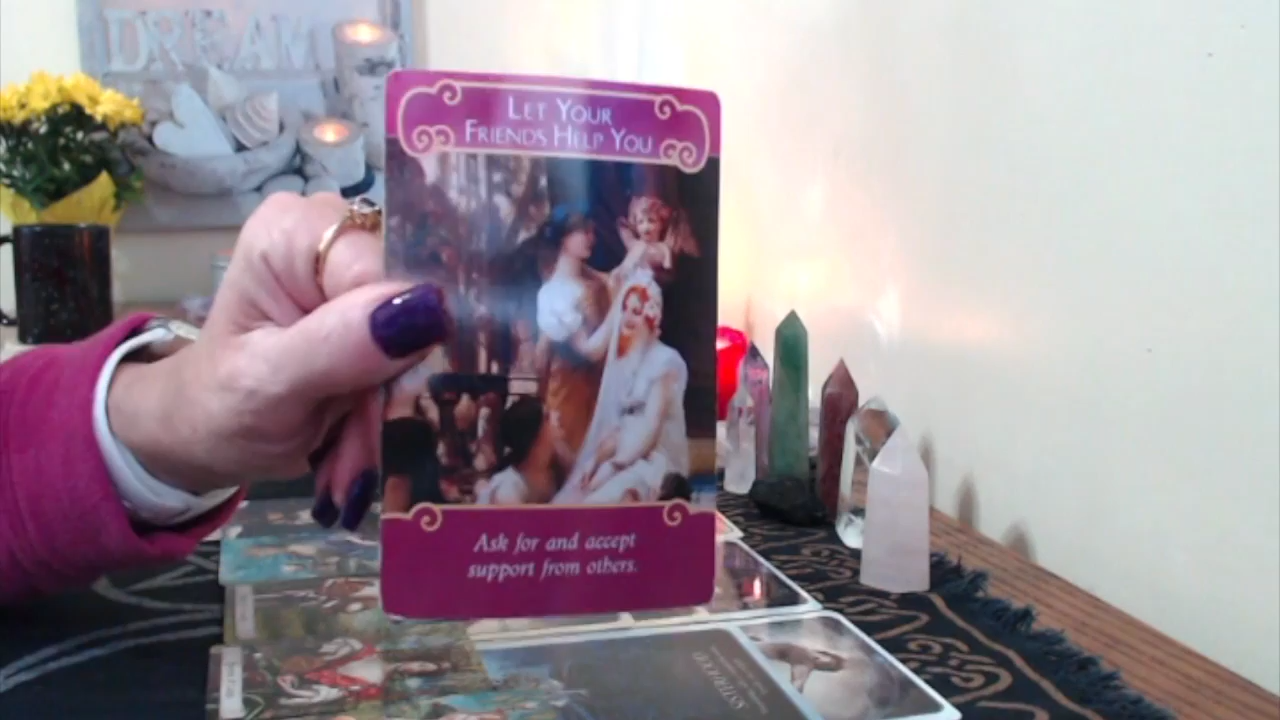 DREAM
LET YOUR
FRIENDS HELP YOU
Ask for and accept
support from others.